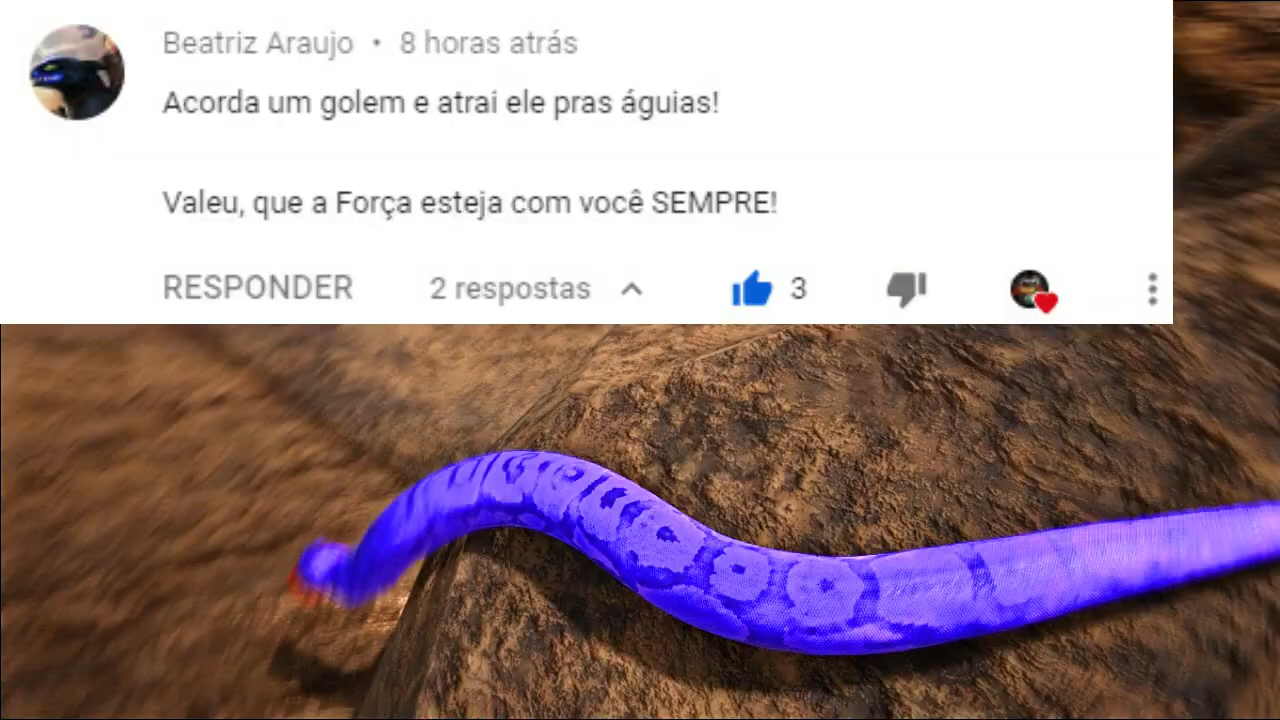 Beatriz Araujo • 8 horas atrás
Acorda um golem e atrai ele pras águias!
Valeu, que a Força esteja com você SEMPRE!
RESPONDER 2 respostas 3